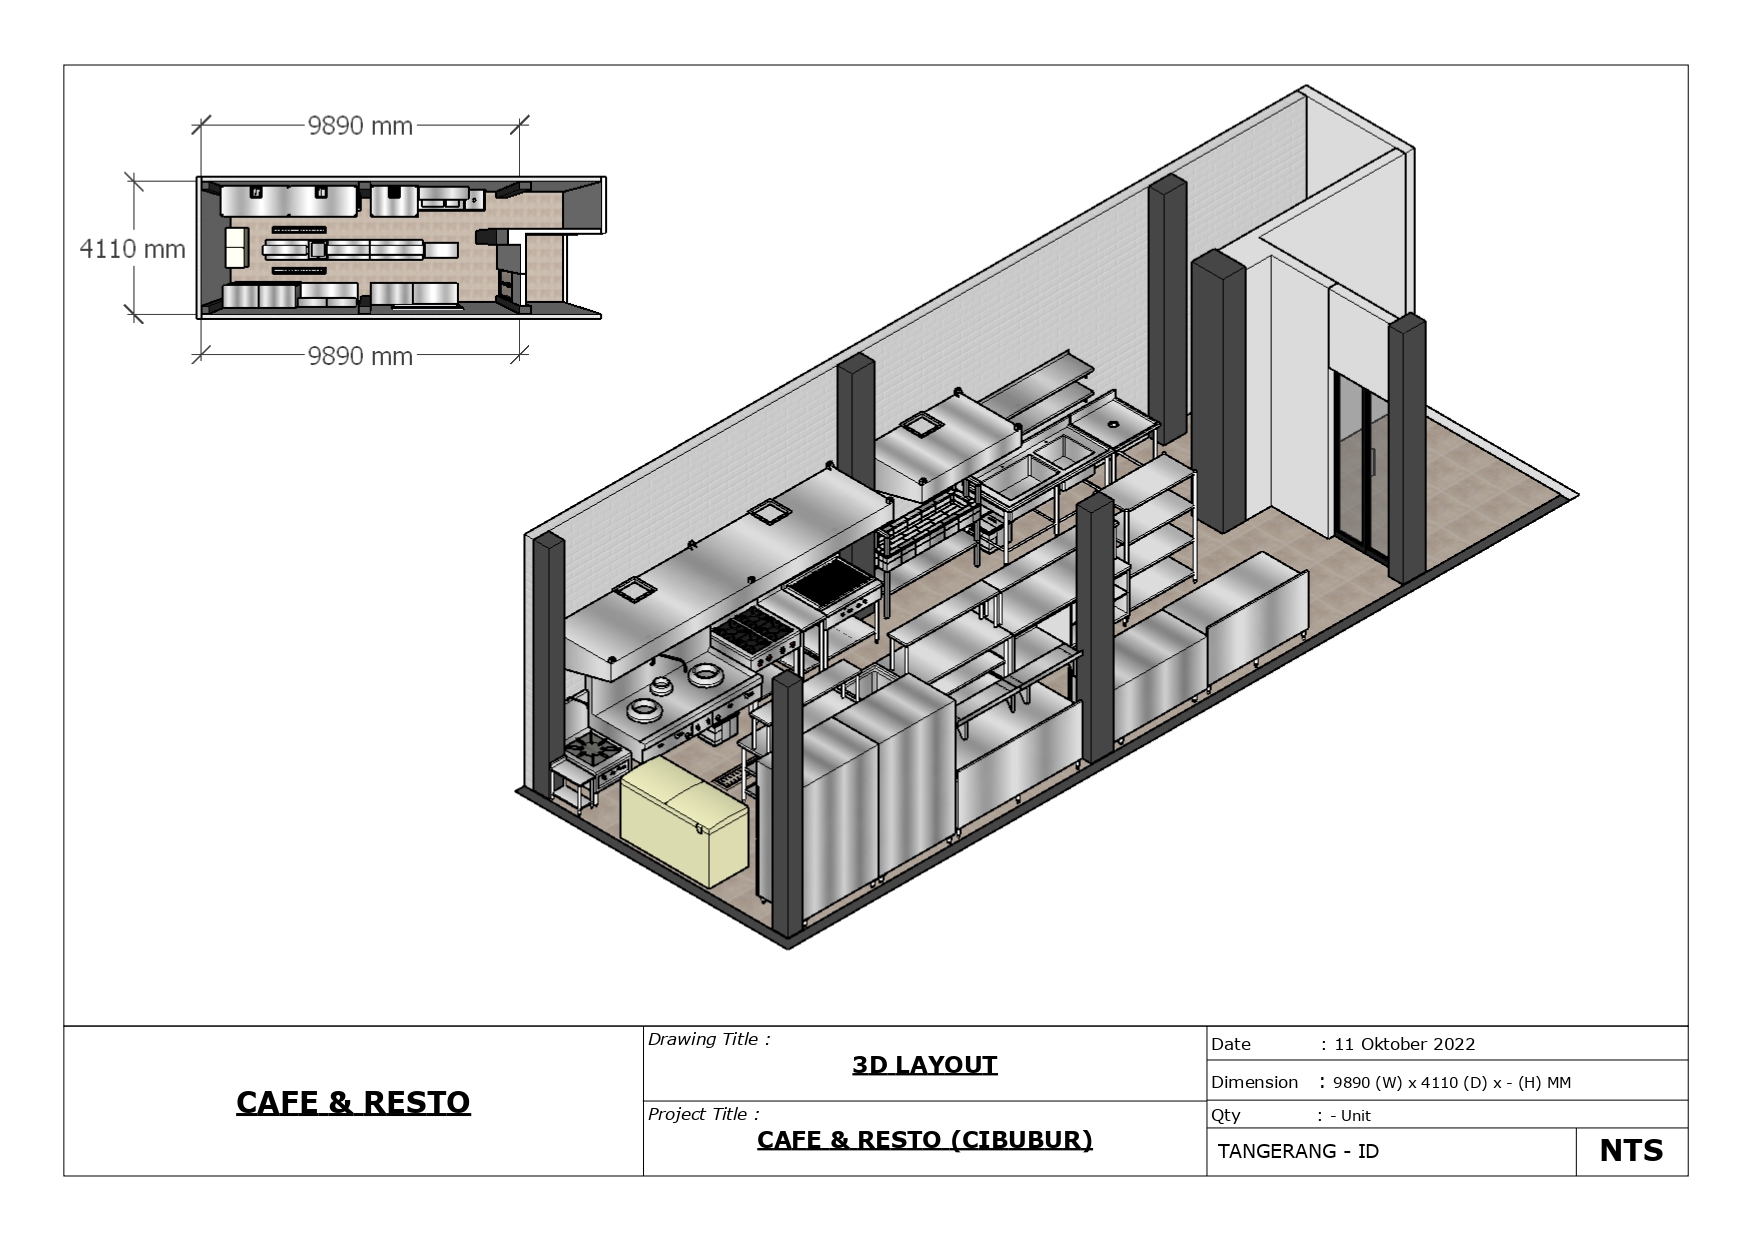 9890 mm
4110 mm
9890 mm
CAFE & RESTO
Drawing Title :
3D LAYOUT
Project Title :
CAFE & RESTO (CIBUBUR)
Date : 11 Oktober 2022
Dimension : 9890 (W) x 4110 (D) x - (H) MM
Qty : - Unit
TANGERANG - ID
NTS